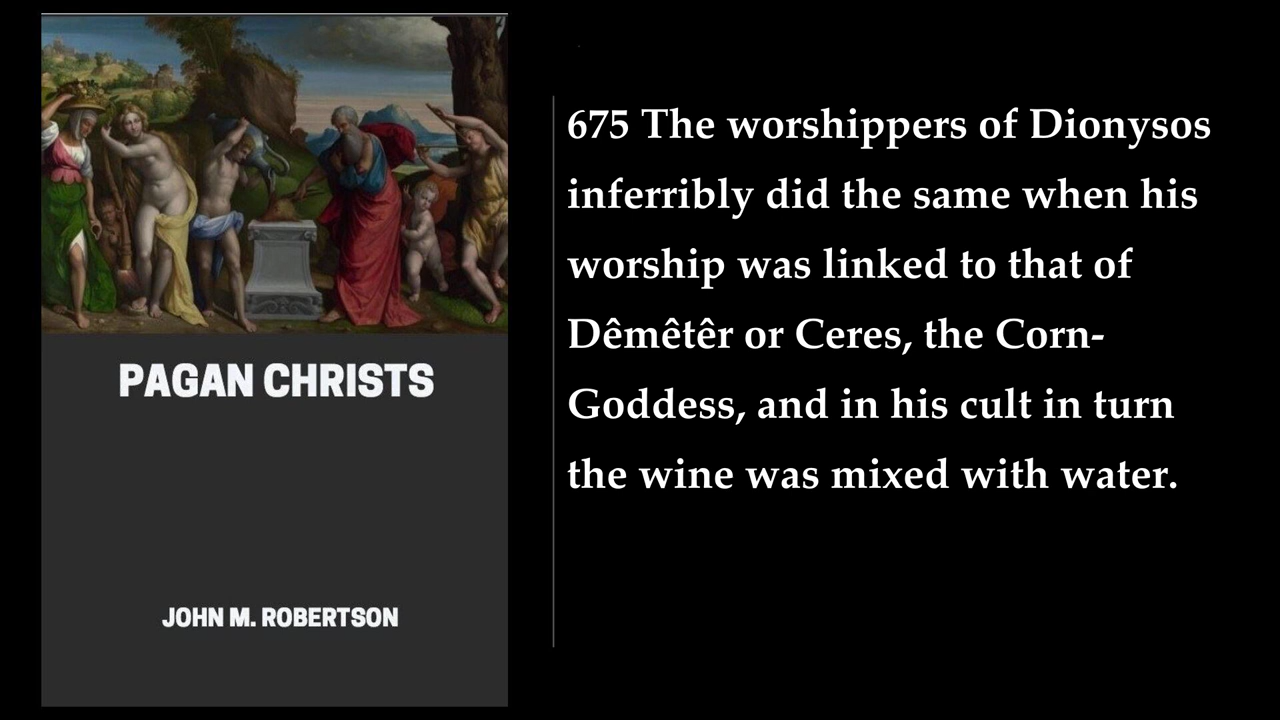 PAGAN CHRISTS
JOHN M. ROBERTSON
675 The worshippers of Dionysos
inferribly did the same when his
worship was linked to that of
Dêmêtêr or Ceres, the Corn-
Goddess, and in his cult in turn
the wine was mixed with water.